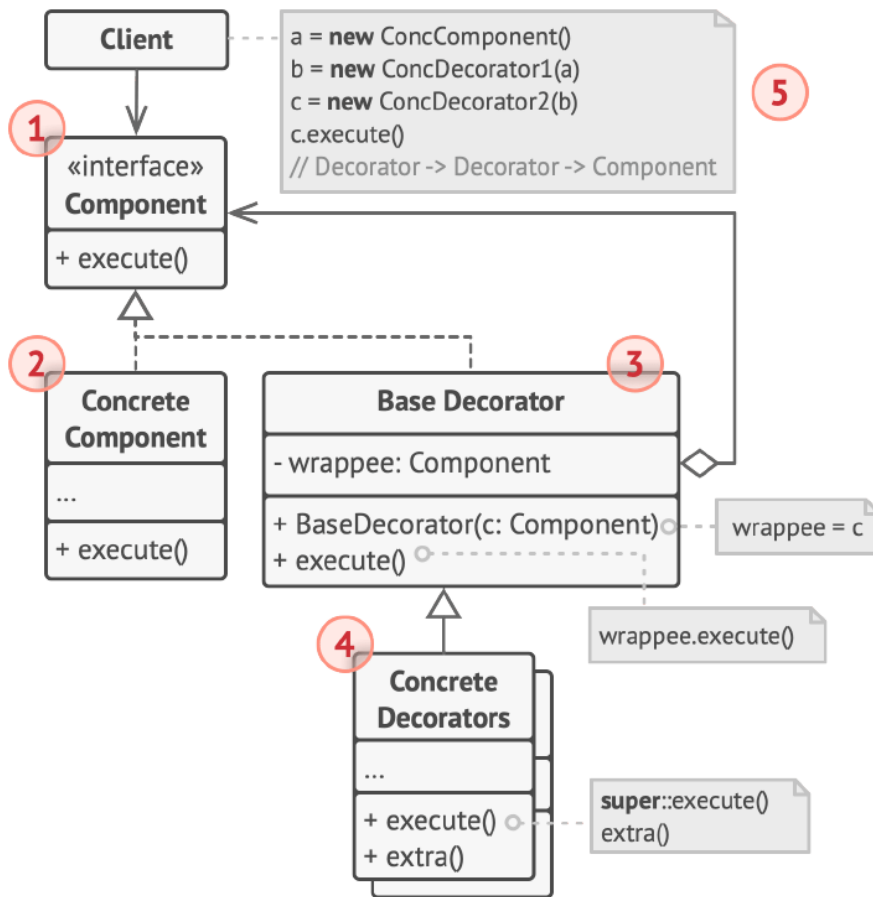 Client
a = new ConcComponent()
b = new ConcDecorator1(a)
c = new ConcDecorator2(b)
c.execute()
// Decorator -> Decorator -> Component
5
1
«interface»
Component
+ execute()
2
Concrete
Component
...
+ execute()
3
Base Decorator
- wrappee: Component
+ BaseDecorator(c: Component)
+ execute()
wrappee = c
wrappee.execute()
4
Concrete
Decorators
...
+ execute()
+ extra()
super::execute()
extra()